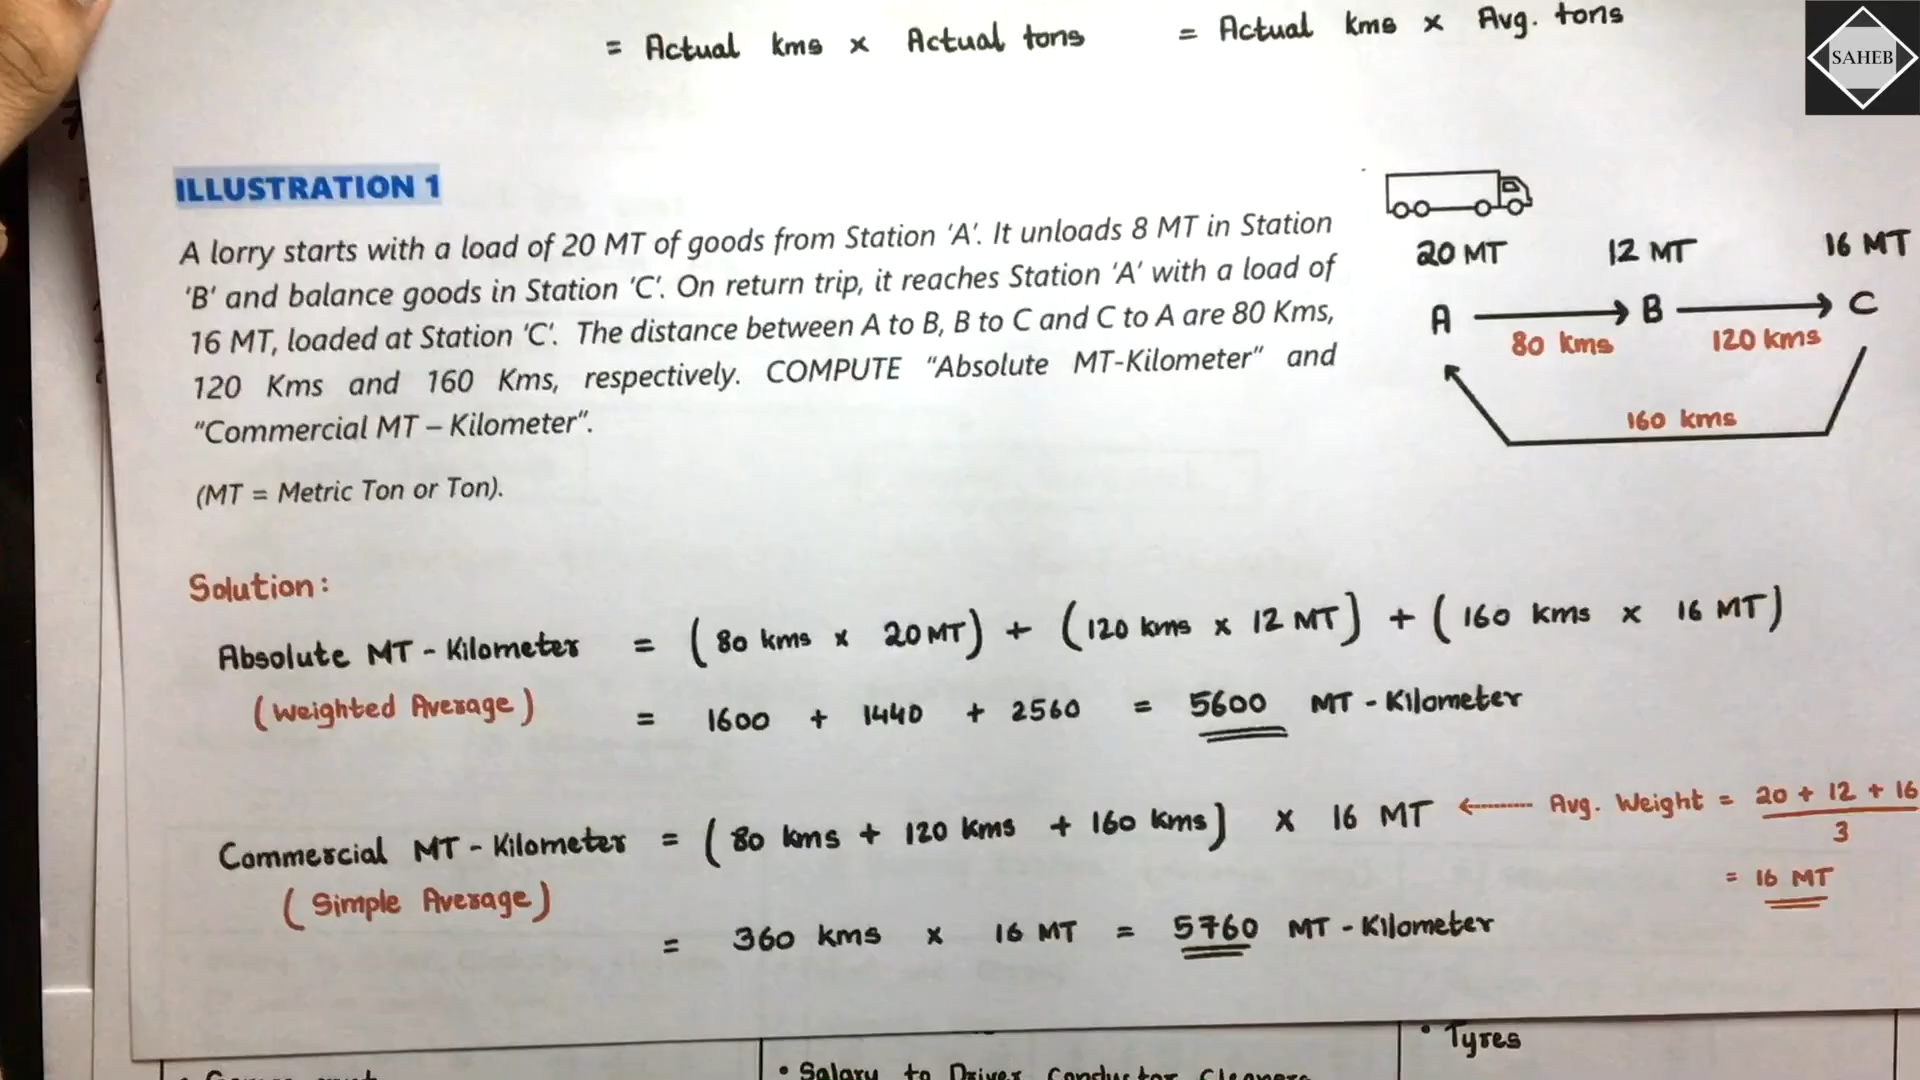 = Actual kms x Actual tons = Actual kms x Avg. tons
SAHEB
ILLUSTRATION 1
A lorry starts with a load of 20 MT of goods from Station 'A'. It unloads 8 MT in Station
'B' and balance goods in Station 'C'. On return trip, it reaches Station 'A' with a load of
16 MT, loaded at Station 'C'. The distance between A to B, B to C and C to A are 80 Kms,
120 Kms and 160 Kms, respectively. COMPUTE "Absolute MT-Kilometer" and
"Commercial MT – Kilometer".
(MT = Metric Ton or Ton).
20 MT 12 MT 16 MT
A B C
80 kms 120 kms
160 kms
Solution:
Absolute MT - Kilometer = (80 kms x 20 MT) + (120 kms x 12 MT) + (160 kms x 16 MT)
(Weighted Average) = 1600 + 1440 + 2560 = 5600 MT - Kilometer
Commercial MT - Kilometer = (80 kms + 120 kms + 160 kms) x 16 MT Avg. Weight = 20 + 12 + 16
3
= 16 MT
(Simple Average)
= 360 kms x 16 MT = 5760 MT - Kilometer
• Tyres
• Salary to Driver Conductor Cleaners